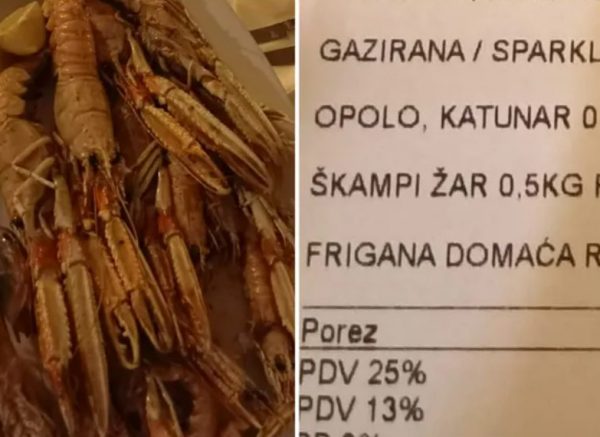 GAZIRANA / SPARKL
OPOLO, KATUNAR 0
ŠKAMPI ŽAR 0,5KG
FRIGANA DOMAĆA R
Porez
PDV 25%
PDV 13%